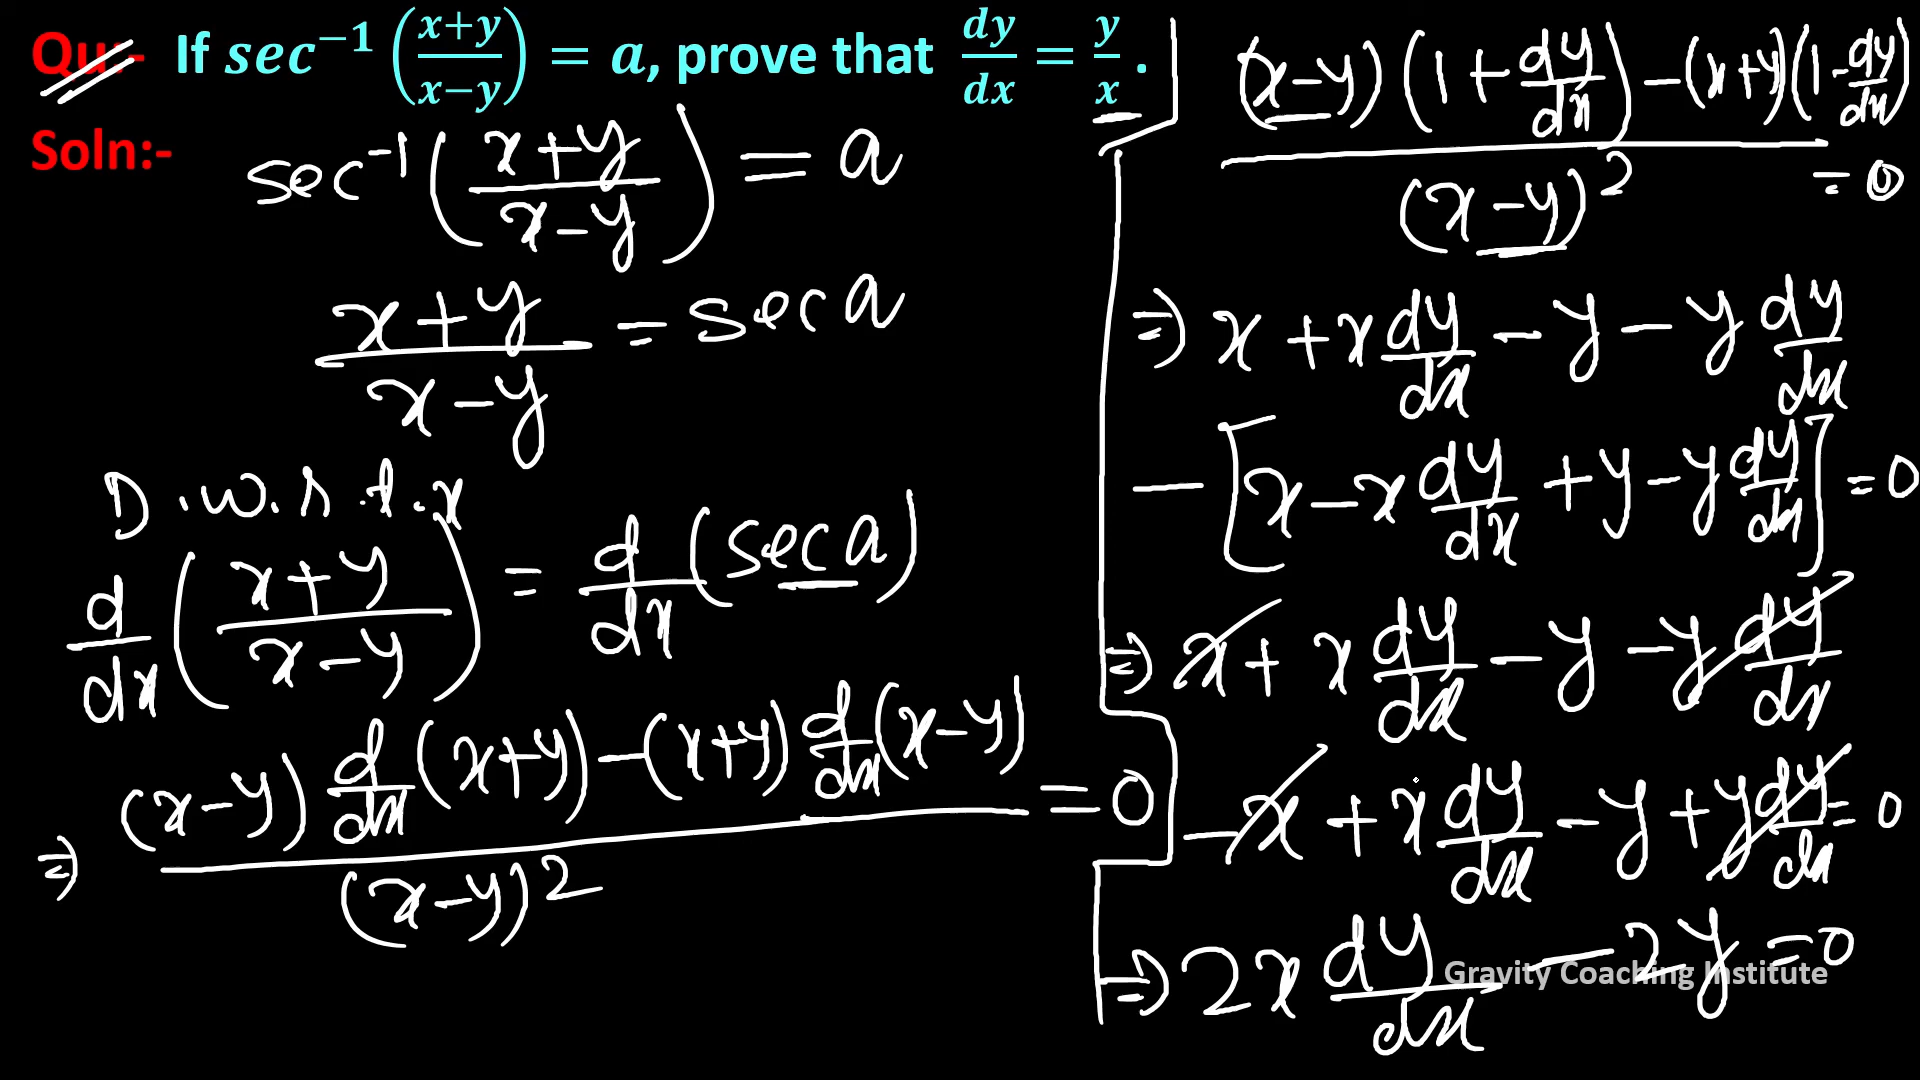 Qu:- If sec⁻¹((x+y)/(x−y)) = a, prove that dy/dx = y/x .
Soln:-
sec⁻¹((x+y)/(x−y)) = a
(x+y)/(x−y) = sec a
D.w.r.t.x
d/dx((x+y)/(x−y)) = d/dx(sec a)
⇒ ((x−y) d/dx(x+y) − (x+y) d/dx(x−y))/(x−y)² = 0
((x−y)(1+dy/dx) − (x+y)(1−dy/dx))/(x−y)² = 0
⇒ x + x dy/dx − y − y dy/dx
− [x − x dy/dx + y − y dy/dx] = 0
⇒ x + x dy/dx − y − y dy/dx
− x + x dy/dx − y + y dy/dx = 0
⇒ 2x dy/dx − 2y = 0
Gravity Coaching Institute